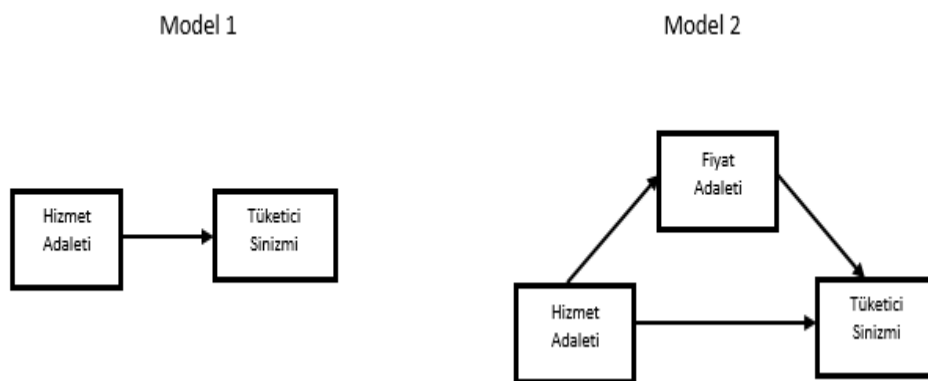 Model 1
Model 2
Hizmet
Adaleti
Tüketici
Sinizmi
Fiyat
Adaleti
Hizmet
Adaleti
Tüketici
Sinizmi